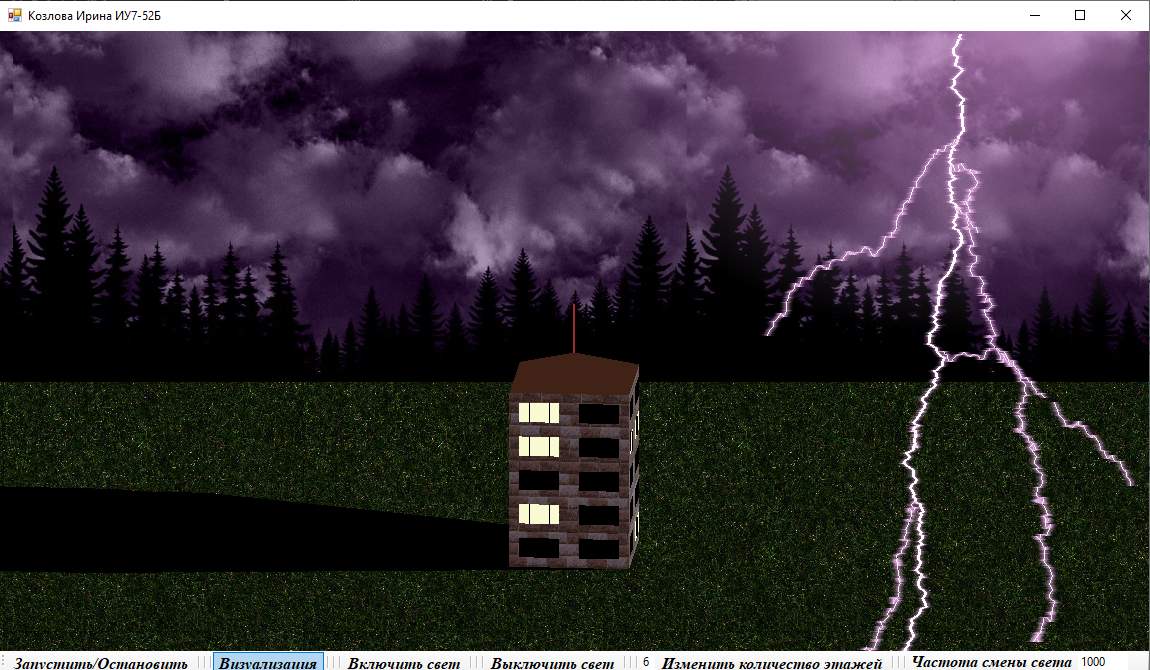 Козлова Ирина ИУ7-52Б
Запустить/Остановить Визуализация Включить свет Выключить свет 6 Изменить количество этажей Частота смены света 1000